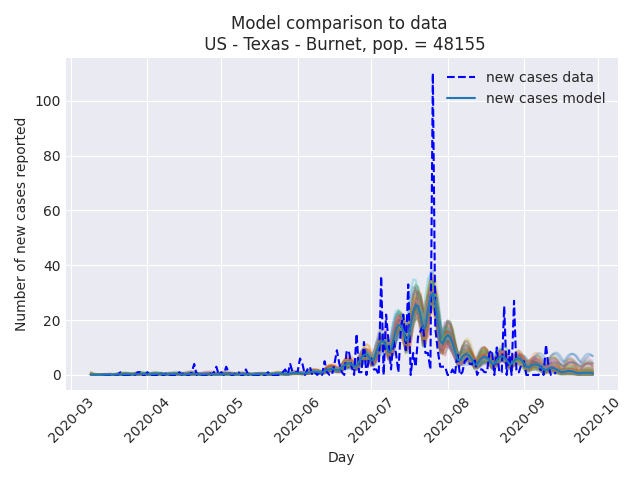 Model comparison to data
US - Texas - Burnet, pop. = 48155
new cases data
new cases model
Number of new cases reported
100
80
60
40
20
0
2020-03
2020-04
2020-05
2020-06
2020-07
2020-08
2020-09
2020-10
Day